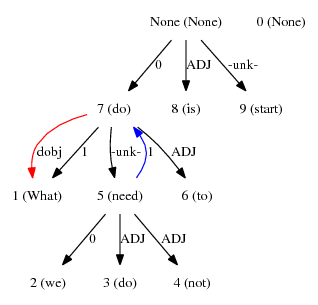 None (None) 0 (None)
0 ADJ -unk-
7 (do) 8 (is) 9 (start)
dobj 1 -unk- 1 ADJ
1 (What) 5 (need) 6 (to)
0 ADJ ADJ
2 (we) 3 (do) 4 (not)